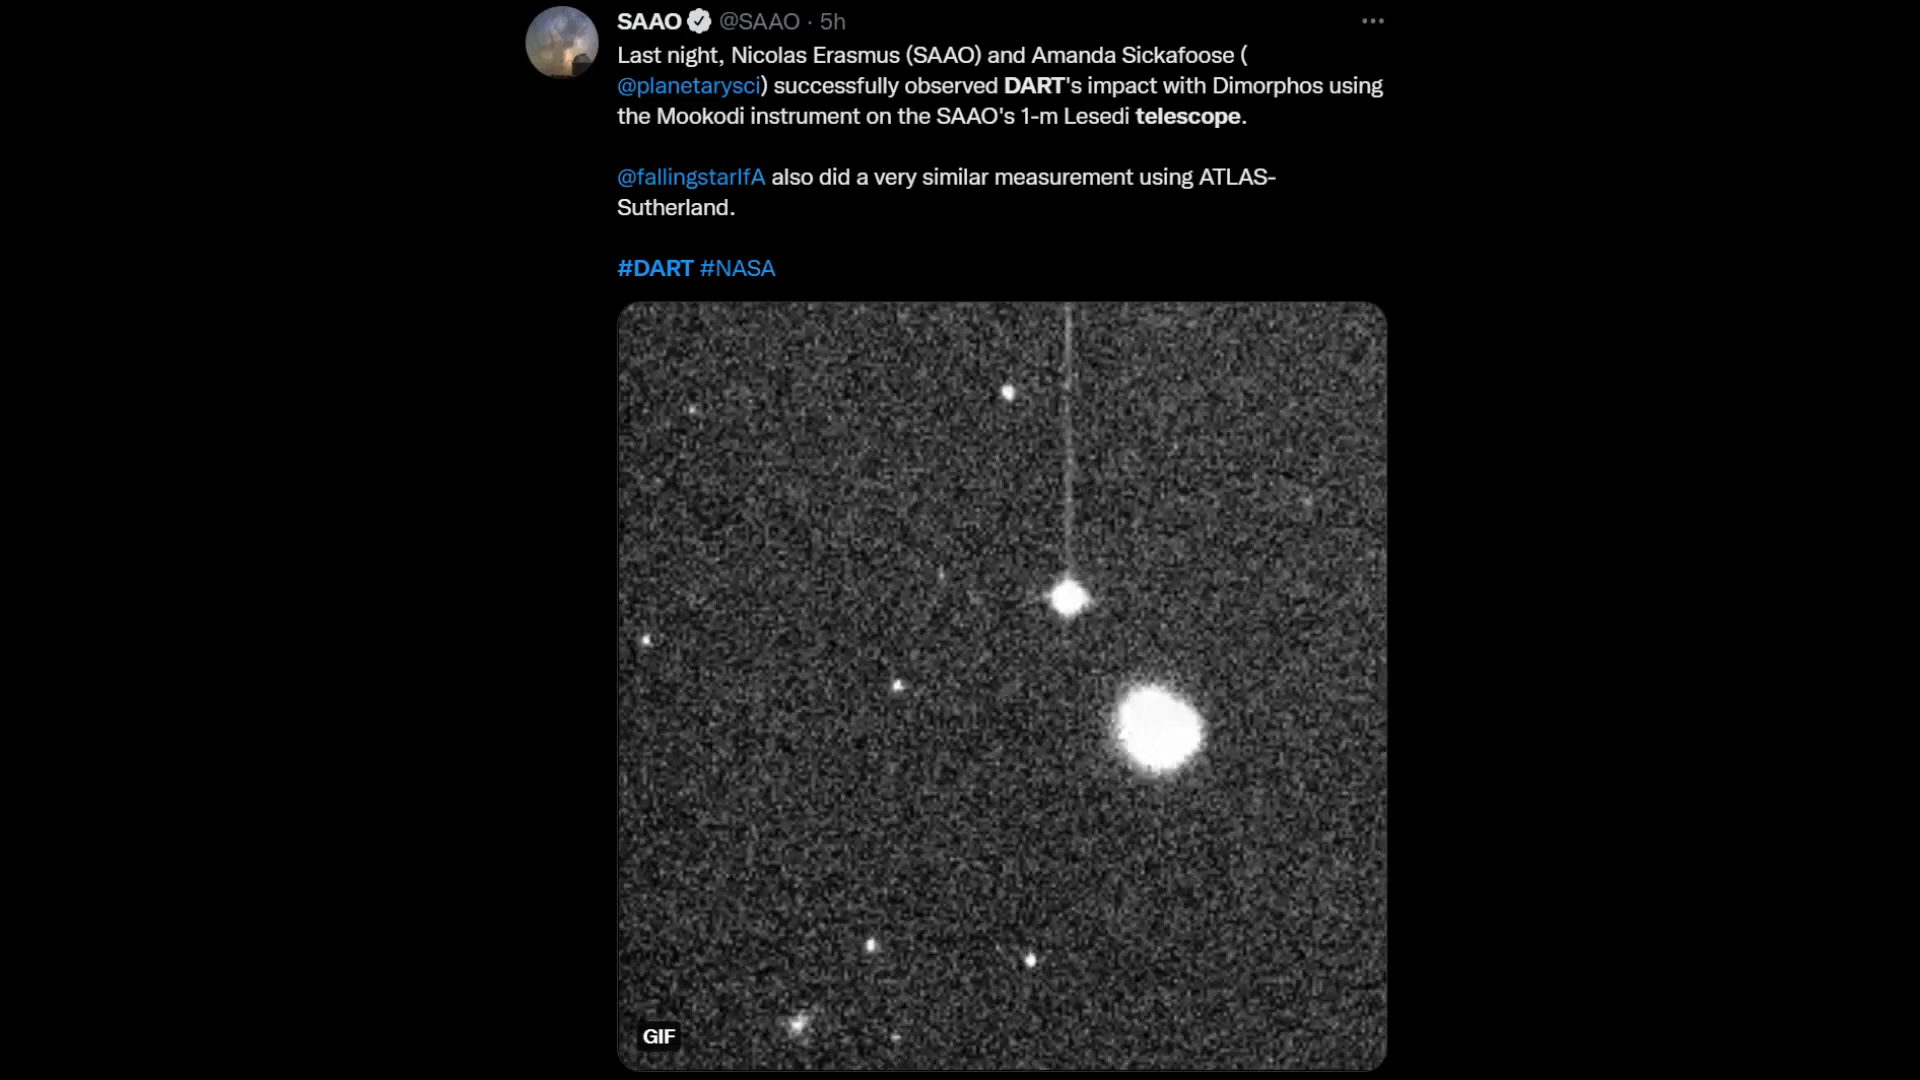 SAAO @SAAO · 5h
Last night, Nicolas Erasmus (SAAO) and Amanda Sickafoose (
@planetarysci) successfully observed DART's impact with Dimorphos using
the Mookodi instrument on the SAAO's 1-m Lesedi telescope.
@fallingstarIfA also did a very similar measurement using ATLAS-
Sutherland.
#DART #NASA
GIF